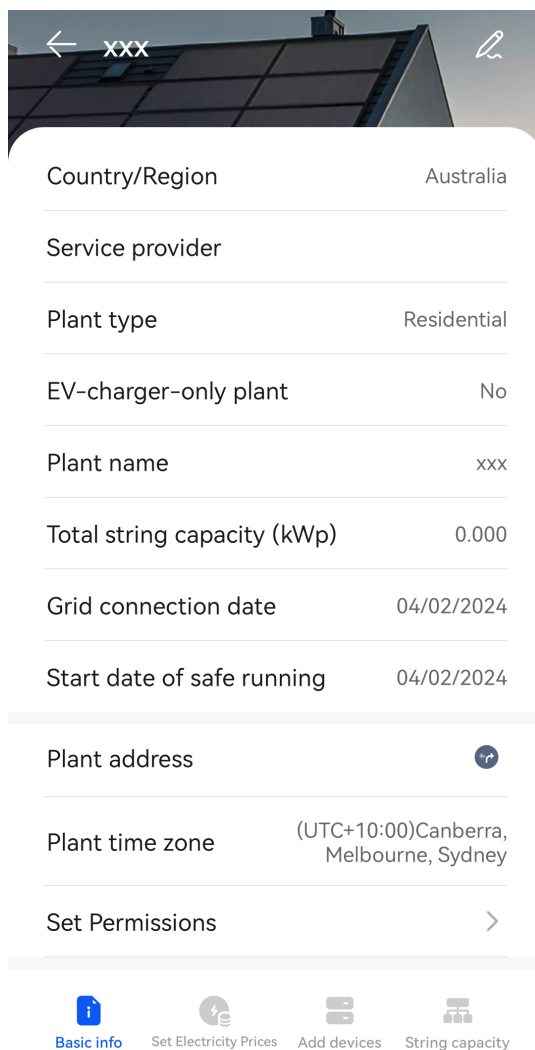 xxx
Country/Region Australia
Service provider
Plant type Residential
EV-charger-only plant No
Plant name xxx
Total string capacity (kWp) 0.000
Grid connection date 04/02/2024
Start date of safe running 04/02/2024
Plant address
Plant time zone (UTC+10:00)Canberra,
Melbourne, Sydney
Set Permissions
Basic info Set Electricity Prices Add devices String capacity